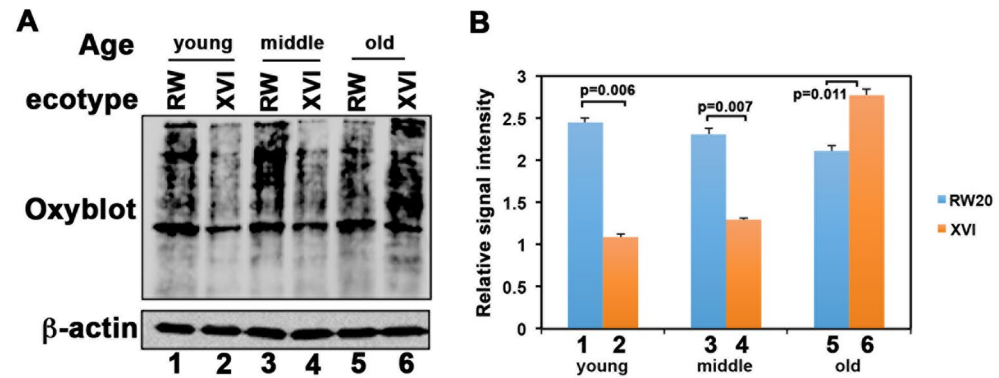 A
Age
young middle old
ecotype
RW XVI RW XVI RW XVI
Oxyblot
β-actin
1 2 3 4 5 6
B
Relative signal intensity
3
2.5
2
1.5
1
0.5
0
p=0.006
p=0.007
p=0.011
1 2 3 4 5 6
young middle old
RW20
XVI